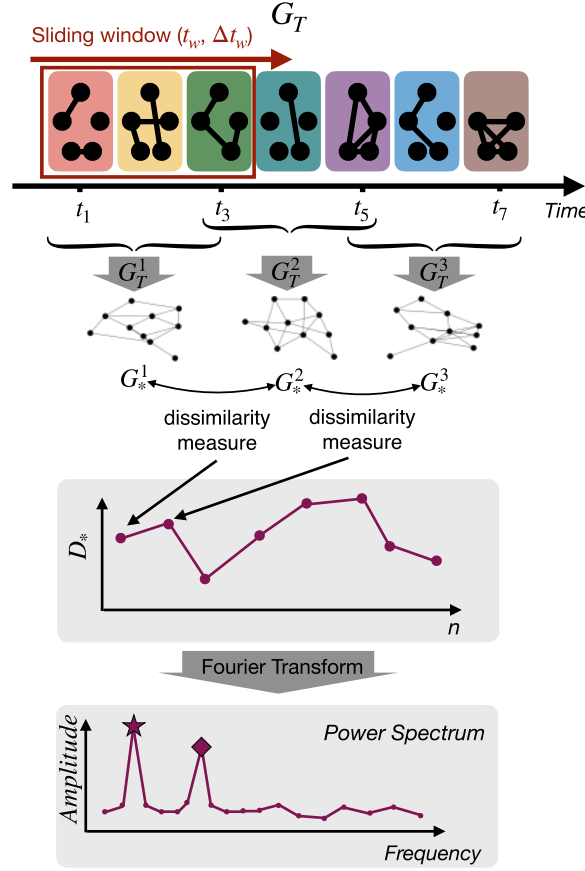 G_T
Sliding window (t_w, Δt_w)
t_1 t_3 t_5 t_7 Time
G_T^1 G_T^2 G_T^3
G_*^1 G_*^2 G_*^3
dissimilarity measure
dissimilarity measure
D_*
n
Fourier Transform
Amplitude
Power Spectrum
Frequency